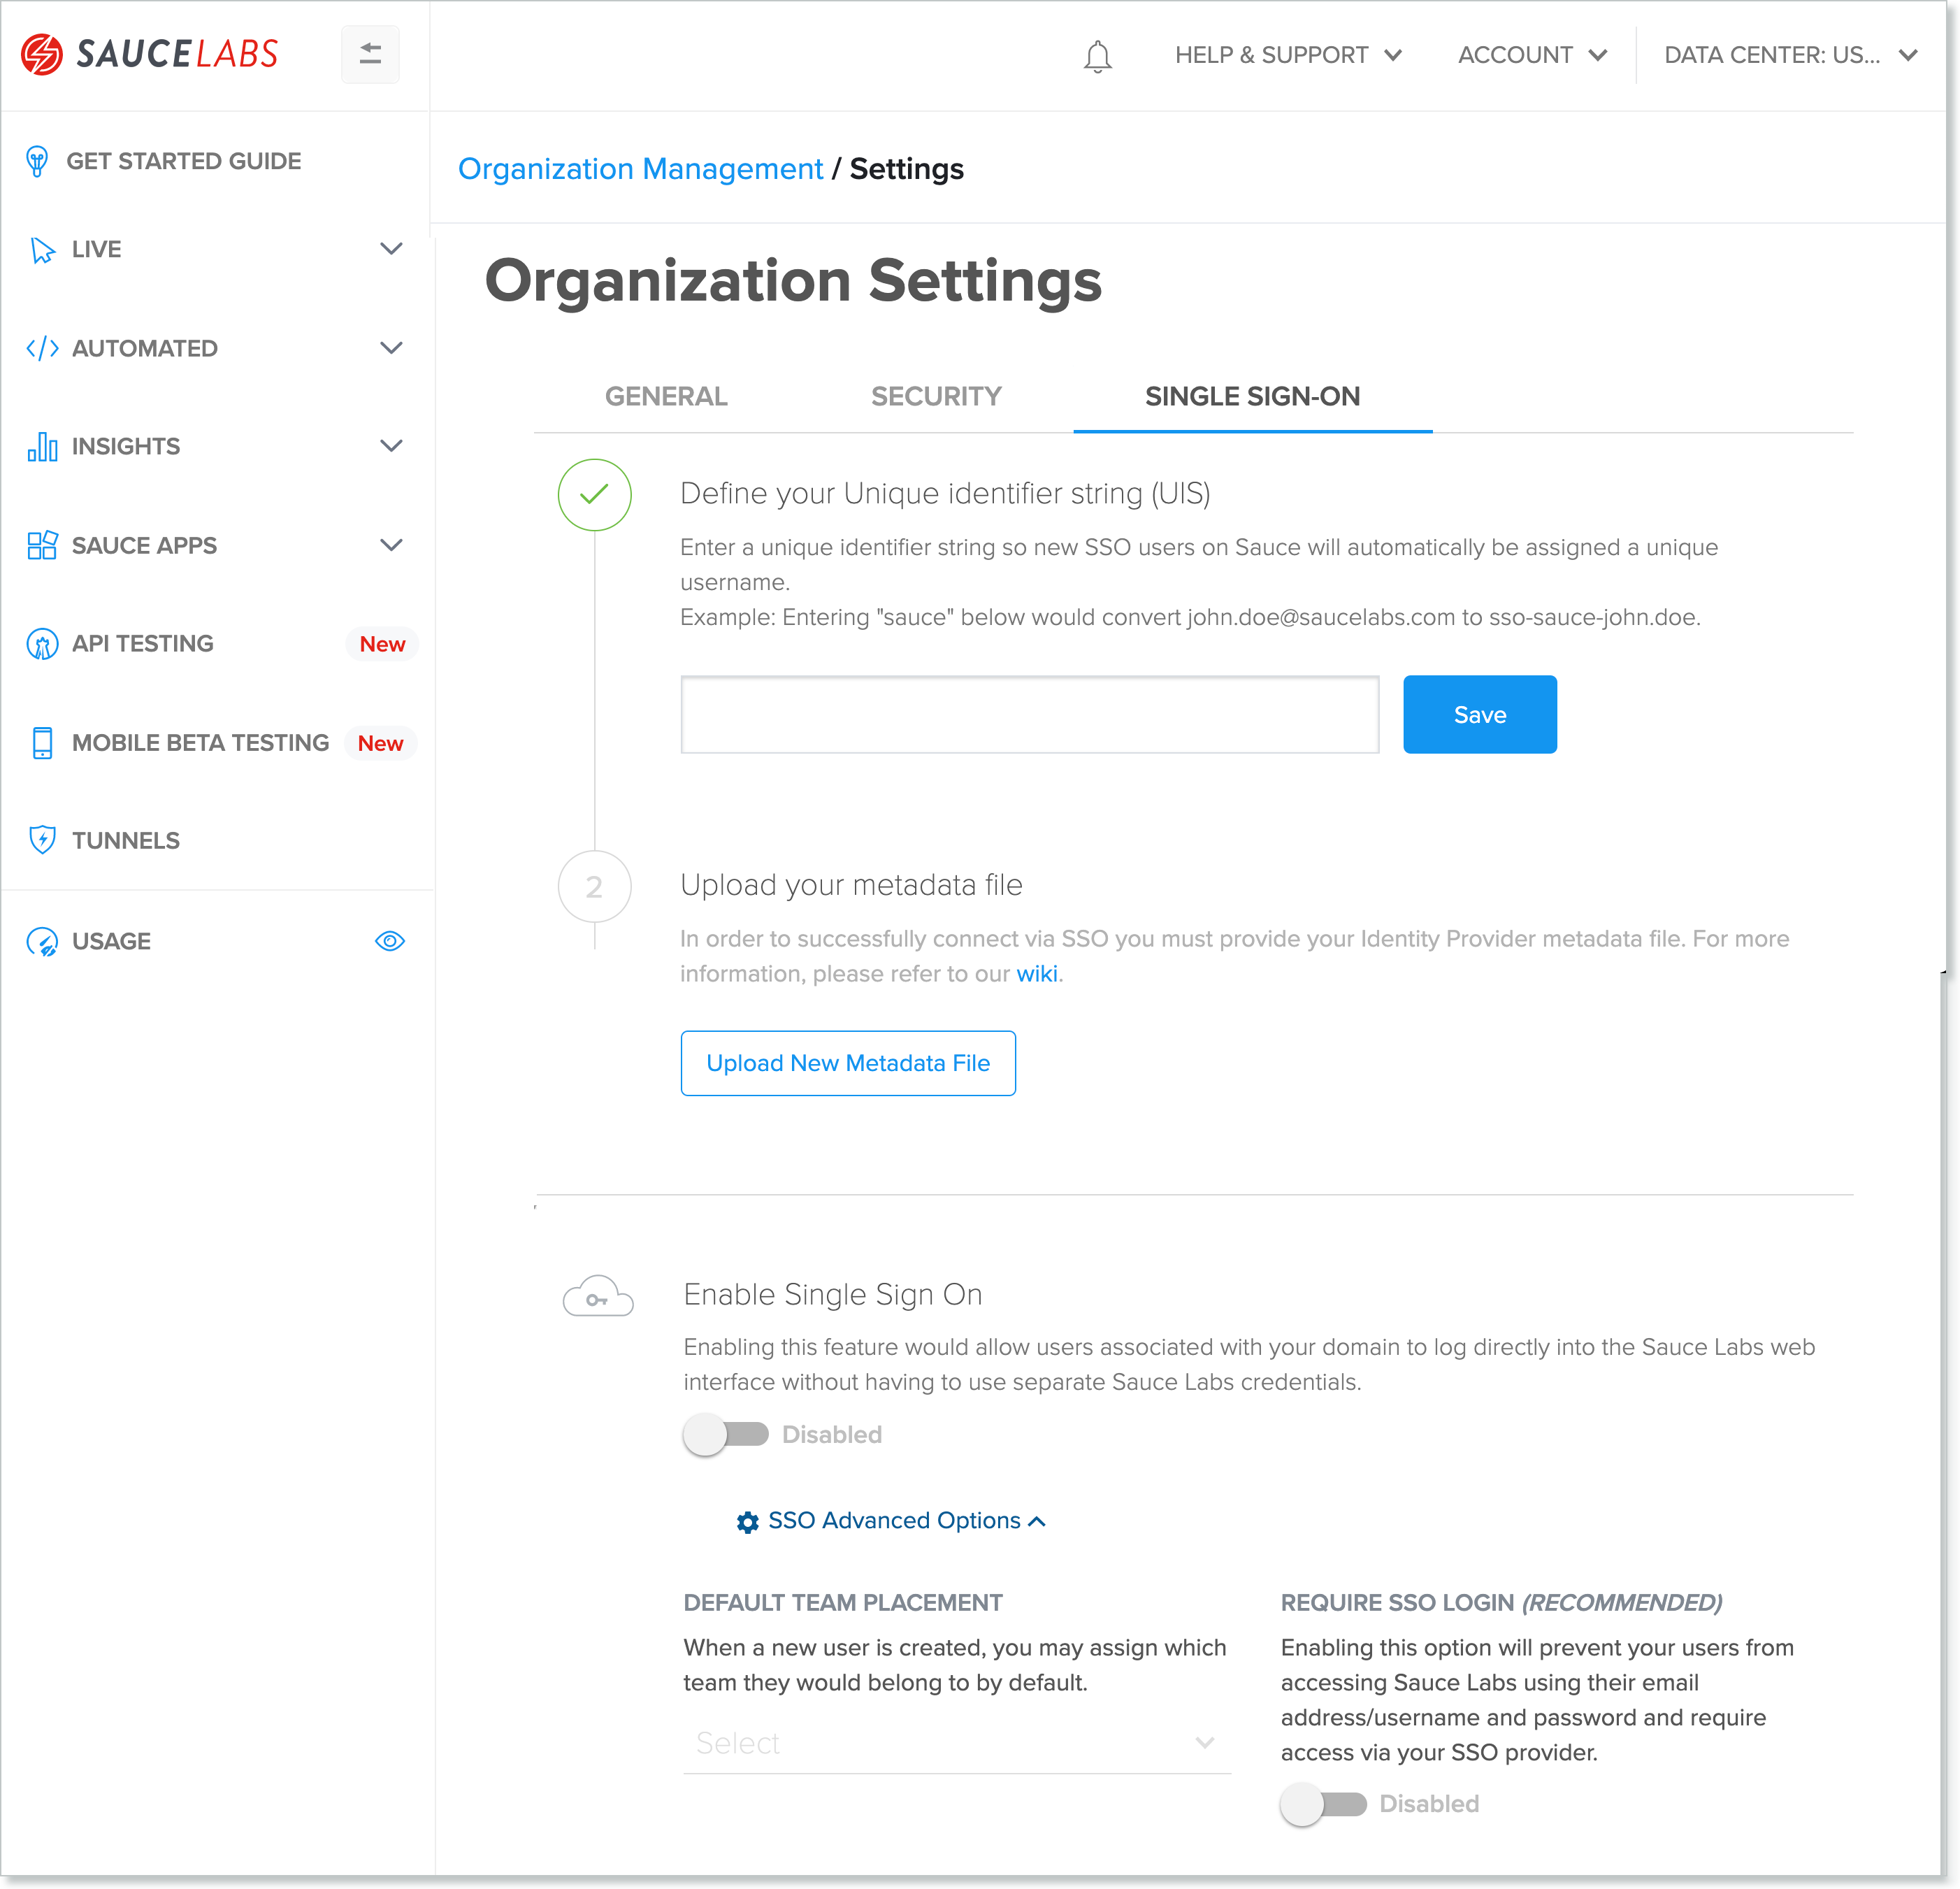 SAUCELABS
HELP & SUPPORT
ACCOUNT
DATA CENTER: US...
GET STARTED GUIDE
LIVE
AUTOMATED
INSIGHTS
SAUCE APPS
API TESTING New
MOBILE BETA TESTING New
TUNNELS
USAGE
Organization Management / Settings
Organization Settings
GENERAL
SECURITY
SINGLE SIGN-ON
Define your Unique identifier string (UIS)
Enter a unique identifier string so new SSO users on Sauce will automatically be assigned a unique
username.
Example: Entering "sauce" below would convert john.doe@saucelabs.com to sso-sauce-john.doe.
Save
2
Upload your metadata file
In order to successfully connect via SSO you must provide your Identity Provider metadata file. For more
information, please refer to our wiki.
Upload New Metadata File
Enable Single Sign On
Enabling this feature would allow users associated with your domain to log directly into the Sauce Labs web
interface without having to use separate Sauce Labs credentials.
Disabled
SSO Advanced Options
DEFAULT TEAM PLACEMENT
When a new user is created, you may assign which
team they would belong to by default.
Select
REQUIRE SSO LOGIN (RECOMMENDED)
Enabling this option will prevent your users from
accessing Sauce Labs using their email
address/username and password and require
access via your SSO provider.
Disabled